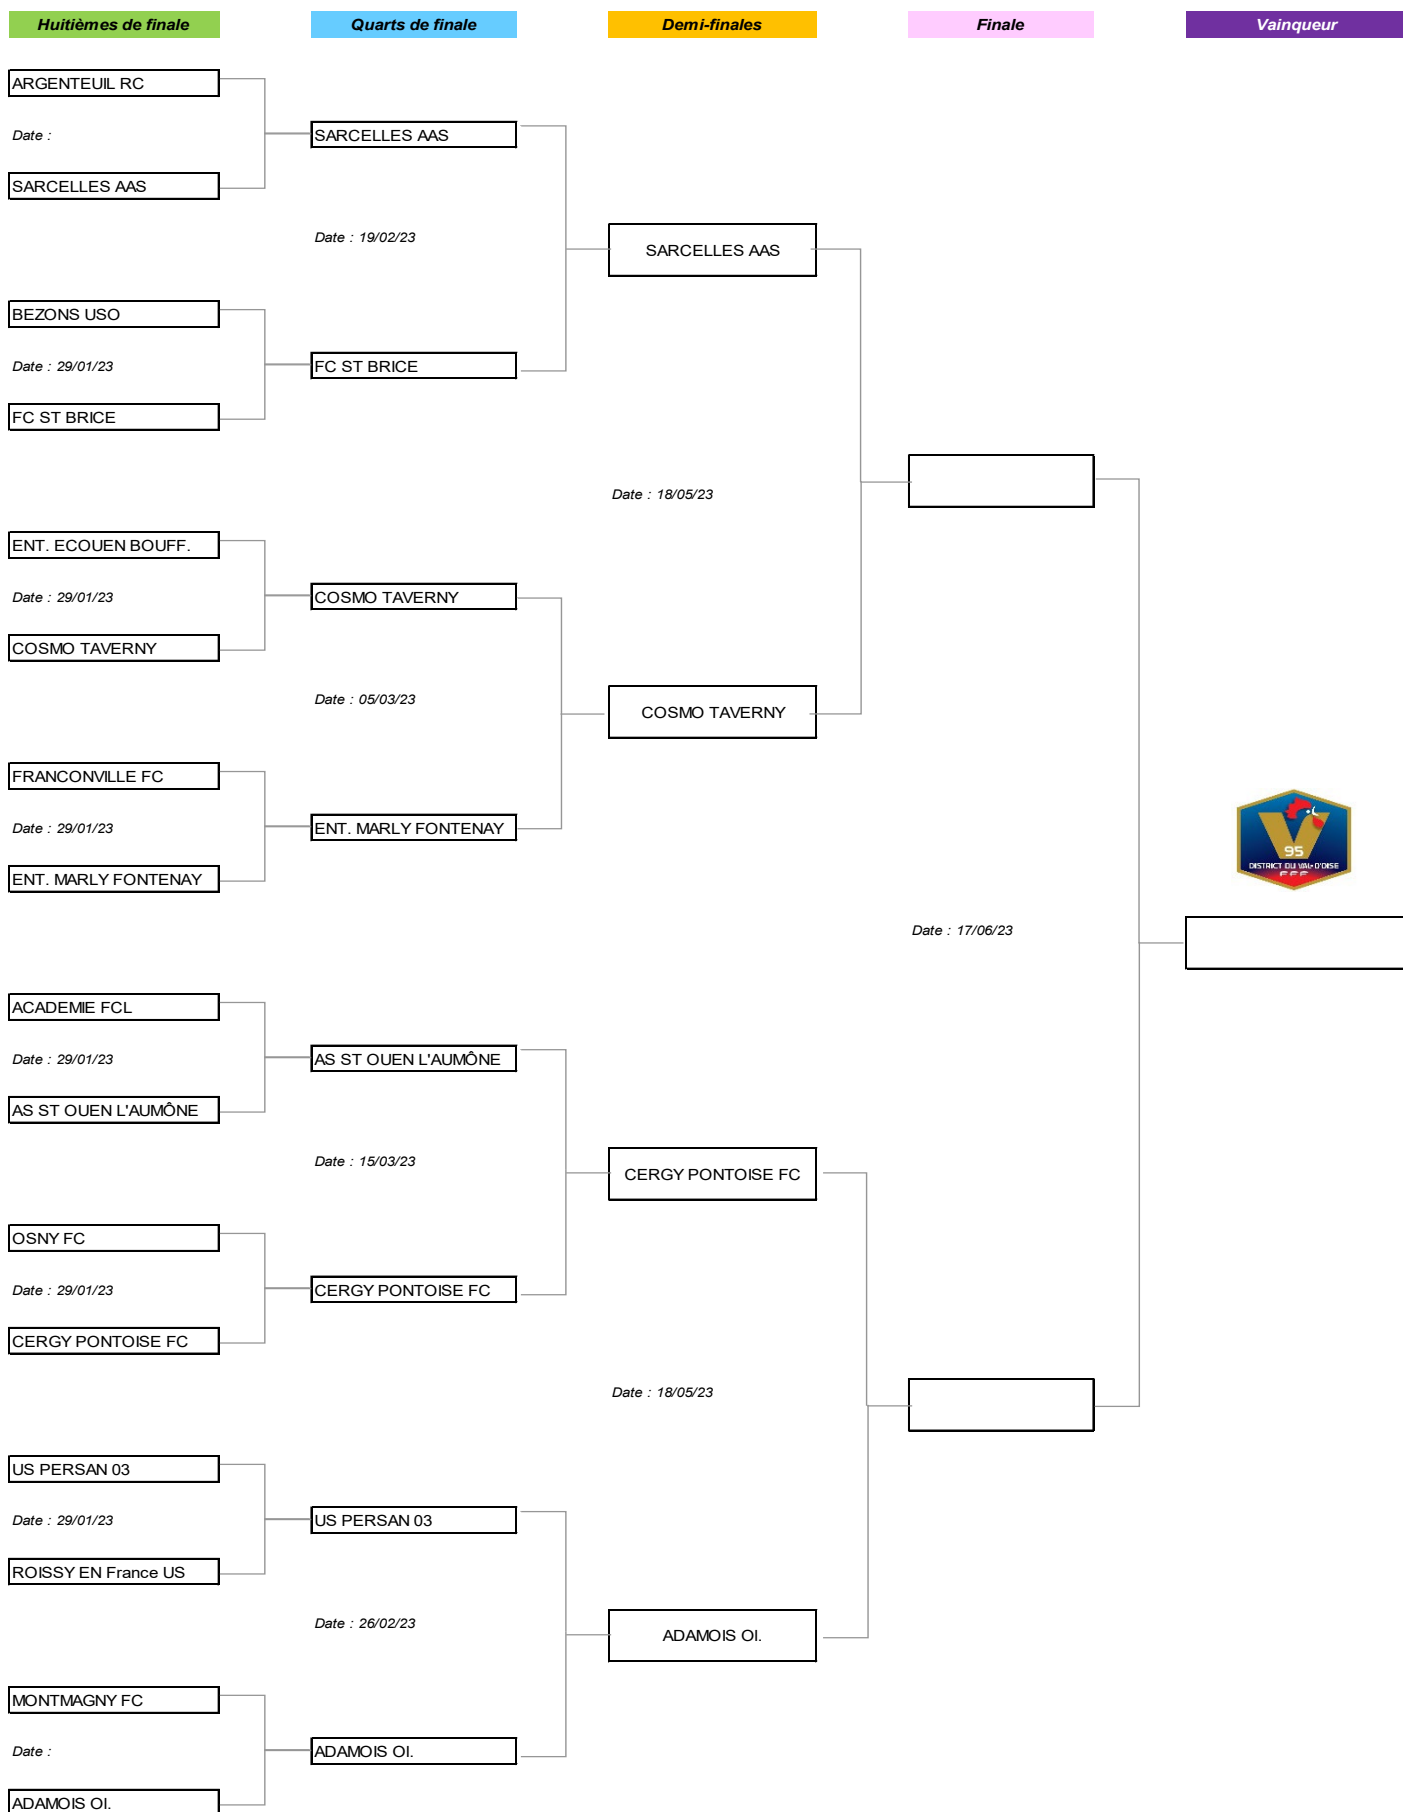 Huitièmes de finale
Quarts de finale
Demi-finales
Finale
Vainqueur
ARGENTEUIL RC
Date :
SARCELLES AAS
SARCELLES AAS
Date : 19/02/23
SARCELLES AAS
BEZONS USO
Date : 29/01/23
FC ST BRICE
FC ST BRICE
Date : 18/05/23
ENT. ECOUEN BOUFF.
Date : 29/01/23
COSMO TAVERNY
COSMO TAVERNY
Date : 05/03/23
COSMO TAVERNY
FRANCONVILLE FC
Date : 29/01/23
ENT. MARLY FONTENAY
ENT. MARLY FONTENAY
95
DISTRICT DU VAL D'OISE
FFF
Date : 17/06/23
ACADEMIE FCL
Date : 29/01/23
AS ST OUEN L'AUMÔNE
AS ST OUEN L'AUMÔNE
Date : 15/03/23
CERGY PONTOISE FC
OSNY FC
Date : 29/01/23
CERGY PONTOISE FC
CERGY PONTOISE FC
Date : 18/05/23
US PERSAN 03
Date : 29/01/23
US PERSAN 03
ROISSY EN France US
Date : 26/02/23
ADAMOIS Ol.
MONTMAGNY FC
Date :
ADAMOIS Ol.
ADAMOIS Ol.